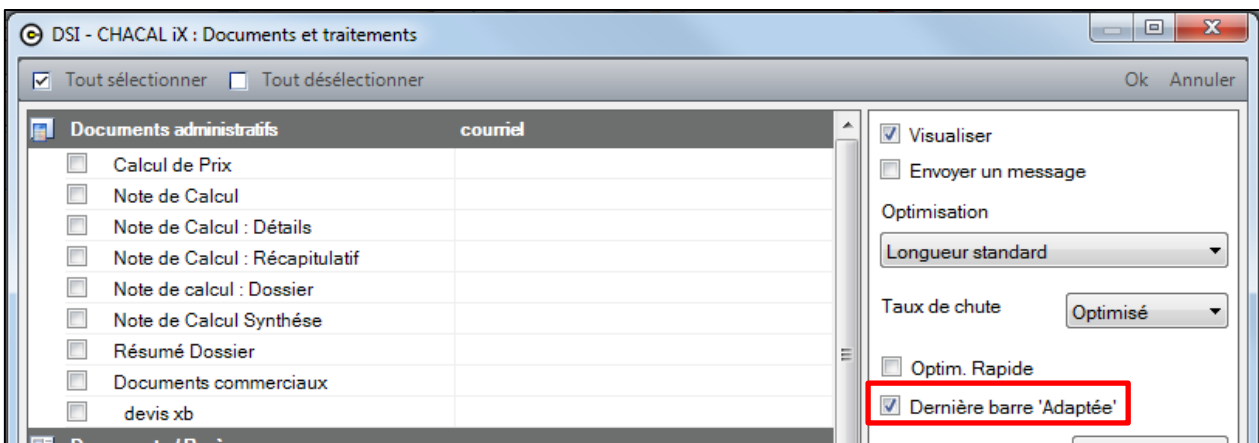 DSI - CHACAL iX : Documents et traitements
Tout sélectionner Tout désélectionner Ok Annuler
Documents administratifs courriel
Calcul de Prix
Note de Calcul
Note de Calcul : Détails
Note de Calcul : Récapitulatif
Note de calcul : Dossier
Note de Calcul Synthése
Résumé Dossier
Documents commerciaux
devis xb
Visualiser
Envoyer un message
Optimisation
Longueur standard
Taux de chute Optimisé
Optim. Rapide
Dernière barre 'Adaptée'